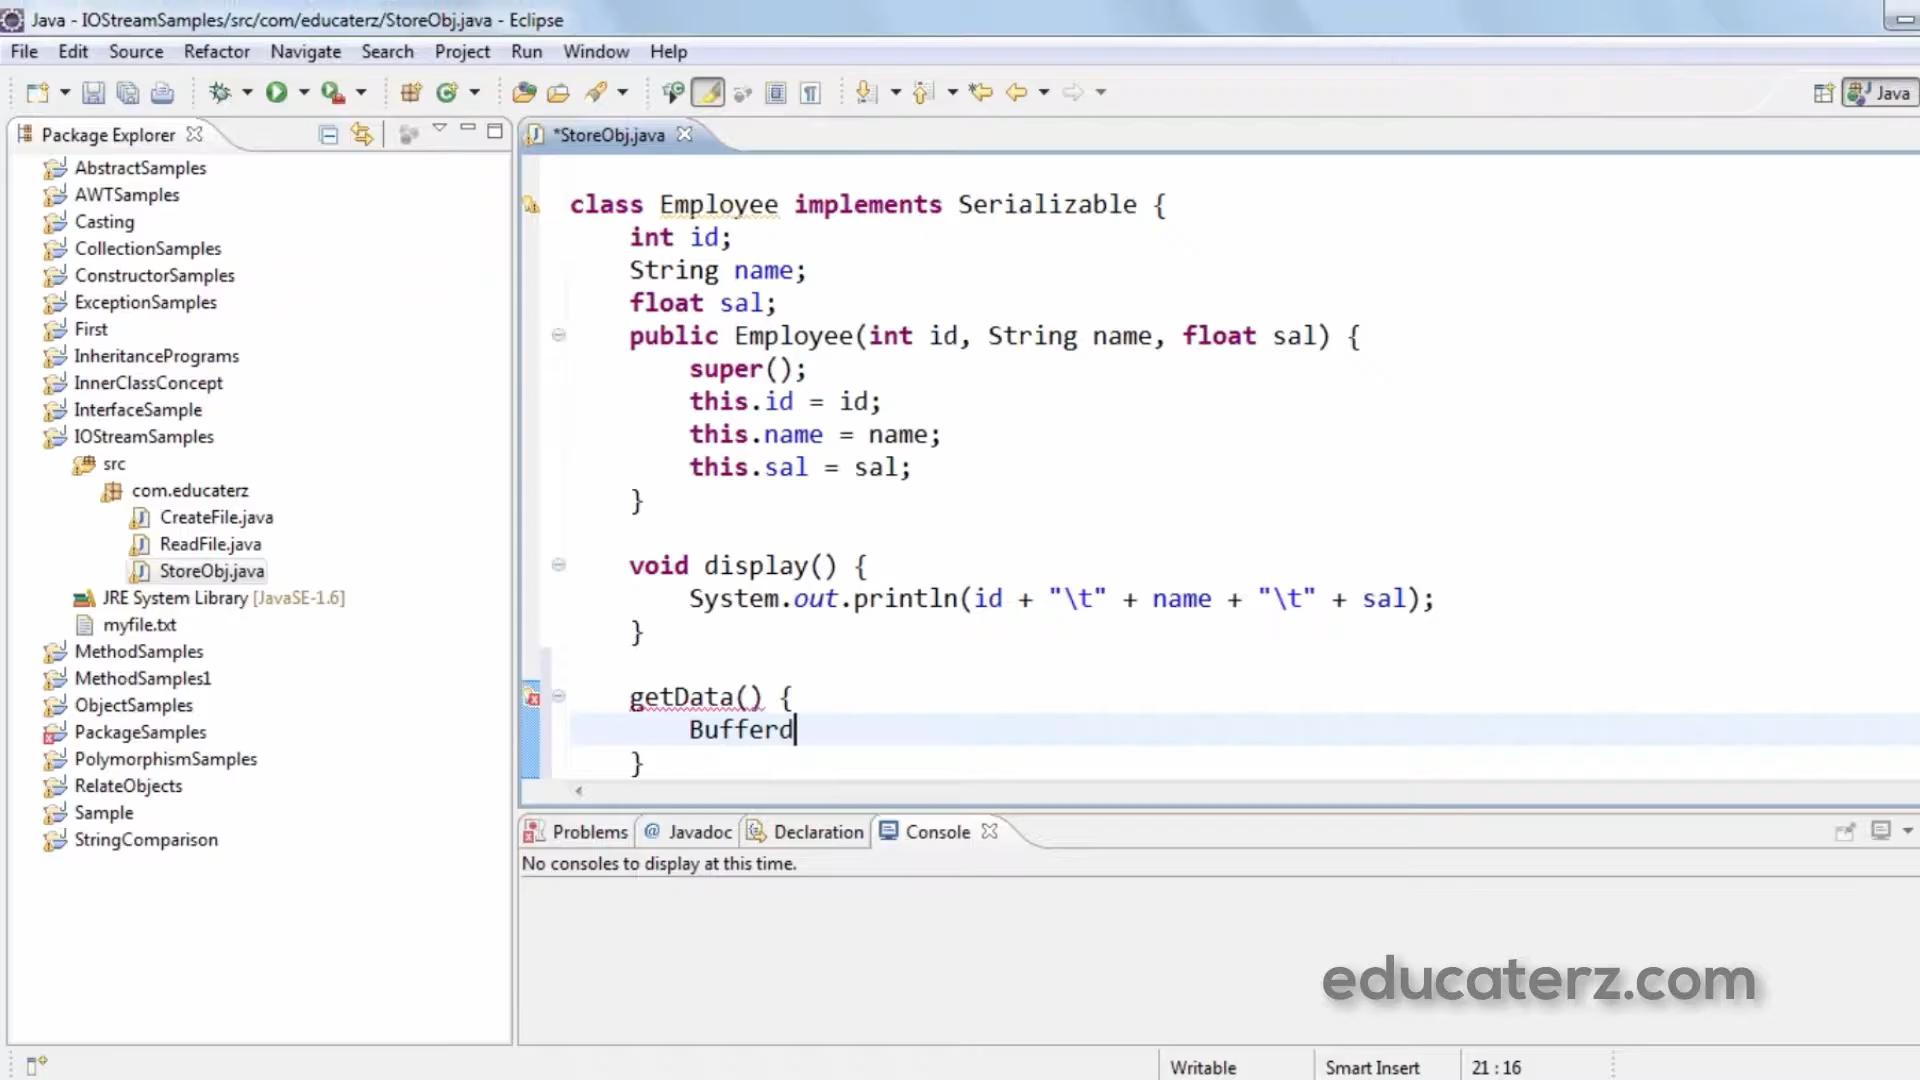 Java - IOStreamSamples/src/com/educaterz/StoreObj.java - Eclipse
File Edit Source Refactor Navigate Search Project Run Window Help
Java
Package Explorer
AbstractSamples
AWTSamples
Casting
CollectionSamples
ConstructorSamples
ExceptionSamples
First
InheritancePrograms
InnerClassConcept
InterfaceSample
IOStreamSamples
src
com.educaterz
CreateFile.java
ReadFile.java
StoreObj.java
JRE System Library [JavaSE-1.6]
myfile.txt
MethodSamples
MethodSamples1
ObjectSamples
PackageSamples
PolymorphismSamples
RelateObjects
Sample
StringComparison
*StoreObj.java
class Employee implements Serializable {
int id;
String name;
float sal;
public Employee(int id, String name, float sal) {
super();
this.id = id;
this.name = name;
this.sal = sal;
}
void display() {
System.out.println(id + "\t" + name + "\t" + sal);
}
getData() {
Bufferd
}
Problems @ Javadoc Declaration Console
No consoles to display at this time.
educaterz.com
Writable Smart Insert 21 : 16